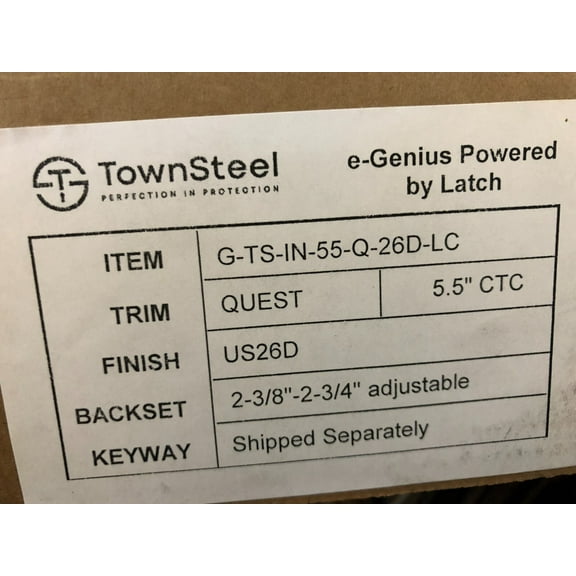 TownSteel
PERFECTION IN PROTECTION
e-Genius Powered
by Latch
ITEM G-TS-IN-55-Q-26D-LC
TRIM QUEST 5.5" CTC
FINISH US26D
BACKSET 2-3/8"-2-3/4" adjustable
KEYWAY Shipped Separately